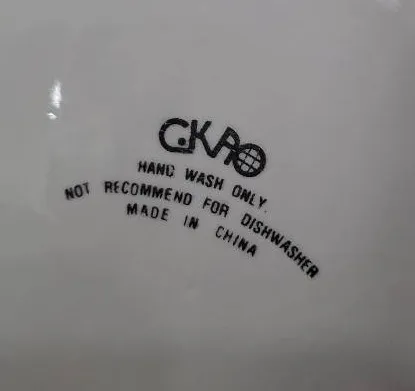 GKAO
HAND WASH ONLY.
NOT RECOMMEND FOR DISHWASHER
MADE IN CHINA